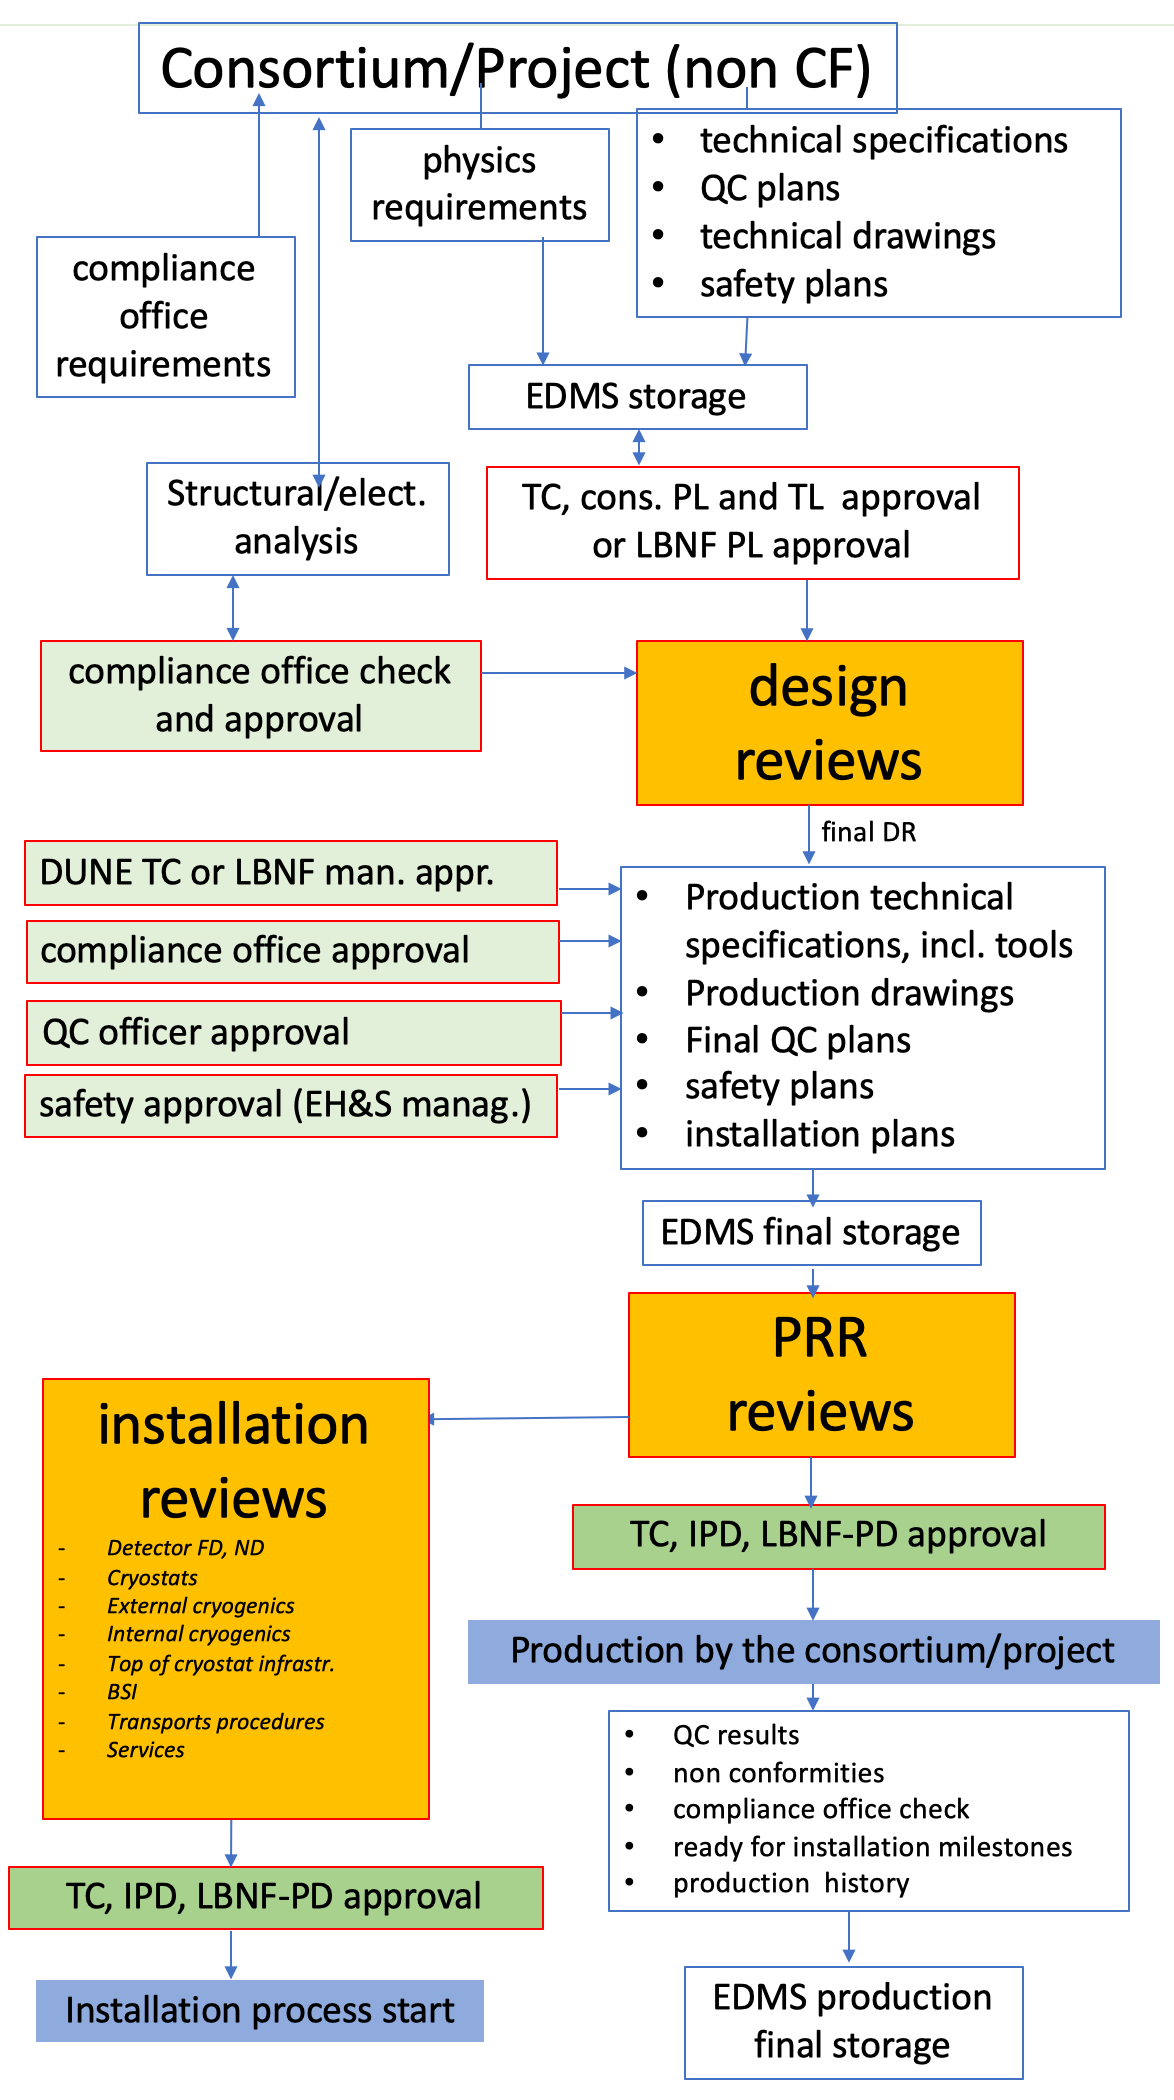 Consortium/Project (non CF)
physics
requirements
• technical specifications
• QC plans
• technical drawings
• safety plans
compliance
office
requirements
EDMS storage
Structural/elect.
analysis
TC, cons. PL and TL approval
or LBNF PL approval
compliance office check
and approval
design
reviews
final DR
DUNE TC or LBNF man. appr.
compliance office approval
QC officer approval
safety approval (EH&S manag.)
• Production technical
specifications, incl. tools
• Production drawings
• Final QC plans
• safety plans
• installation plans
EDMS final storage
PRR
reviews
installation
reviews
- Detector FD, ND
- Cryostats
- External cryogenics
- Internal cryogenics
- Top of cryostat infrastr.
- BSI
- Transports procedures
- Services
TC, IPD, LBNF-PD approval
Installation process start
TC, IPD, LBNF-PD approval
Production by the consortium/project
• QC results
• non conformities
• compliance office check
• ready for installation milestones
• production history
EDMS production
final storage